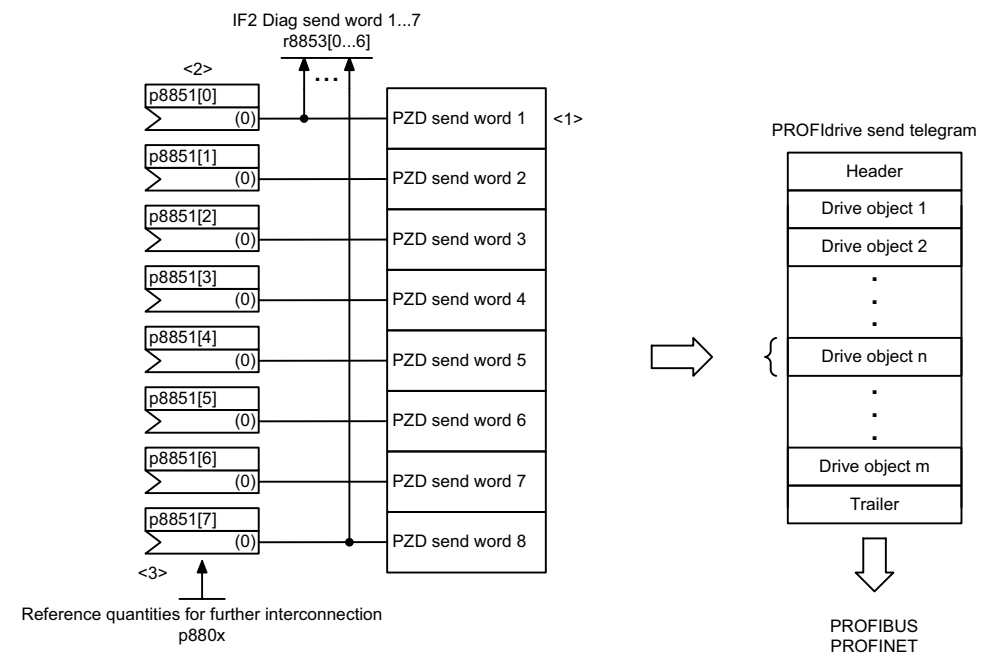 IF2 Diag send word 1...7
r8853[0...6]
<2>
...
p8851[0]
(0)
PZD send word 1
<1>
p8851[1]
(0)
PZD send word 2
p8851[2]
(0)
PZD send word 3
p8851[3]
(0)
PZD send word 4
p8851[4]
(0)
PZD send word 5
p8851[5]
(0)
PZD send word 6
p8851[6]
(0)
PZD send word 7
p8851[7]
(0)
PZD send word 8
<3>
Reference quantities for further interconnection
p880x
PROFIdrive send telegram
Header
Drive object 1
Drive object 2
.
.
.
Drive object n
.
.
.
Drive object m
Trailer
PROFIBUS
PROFINET